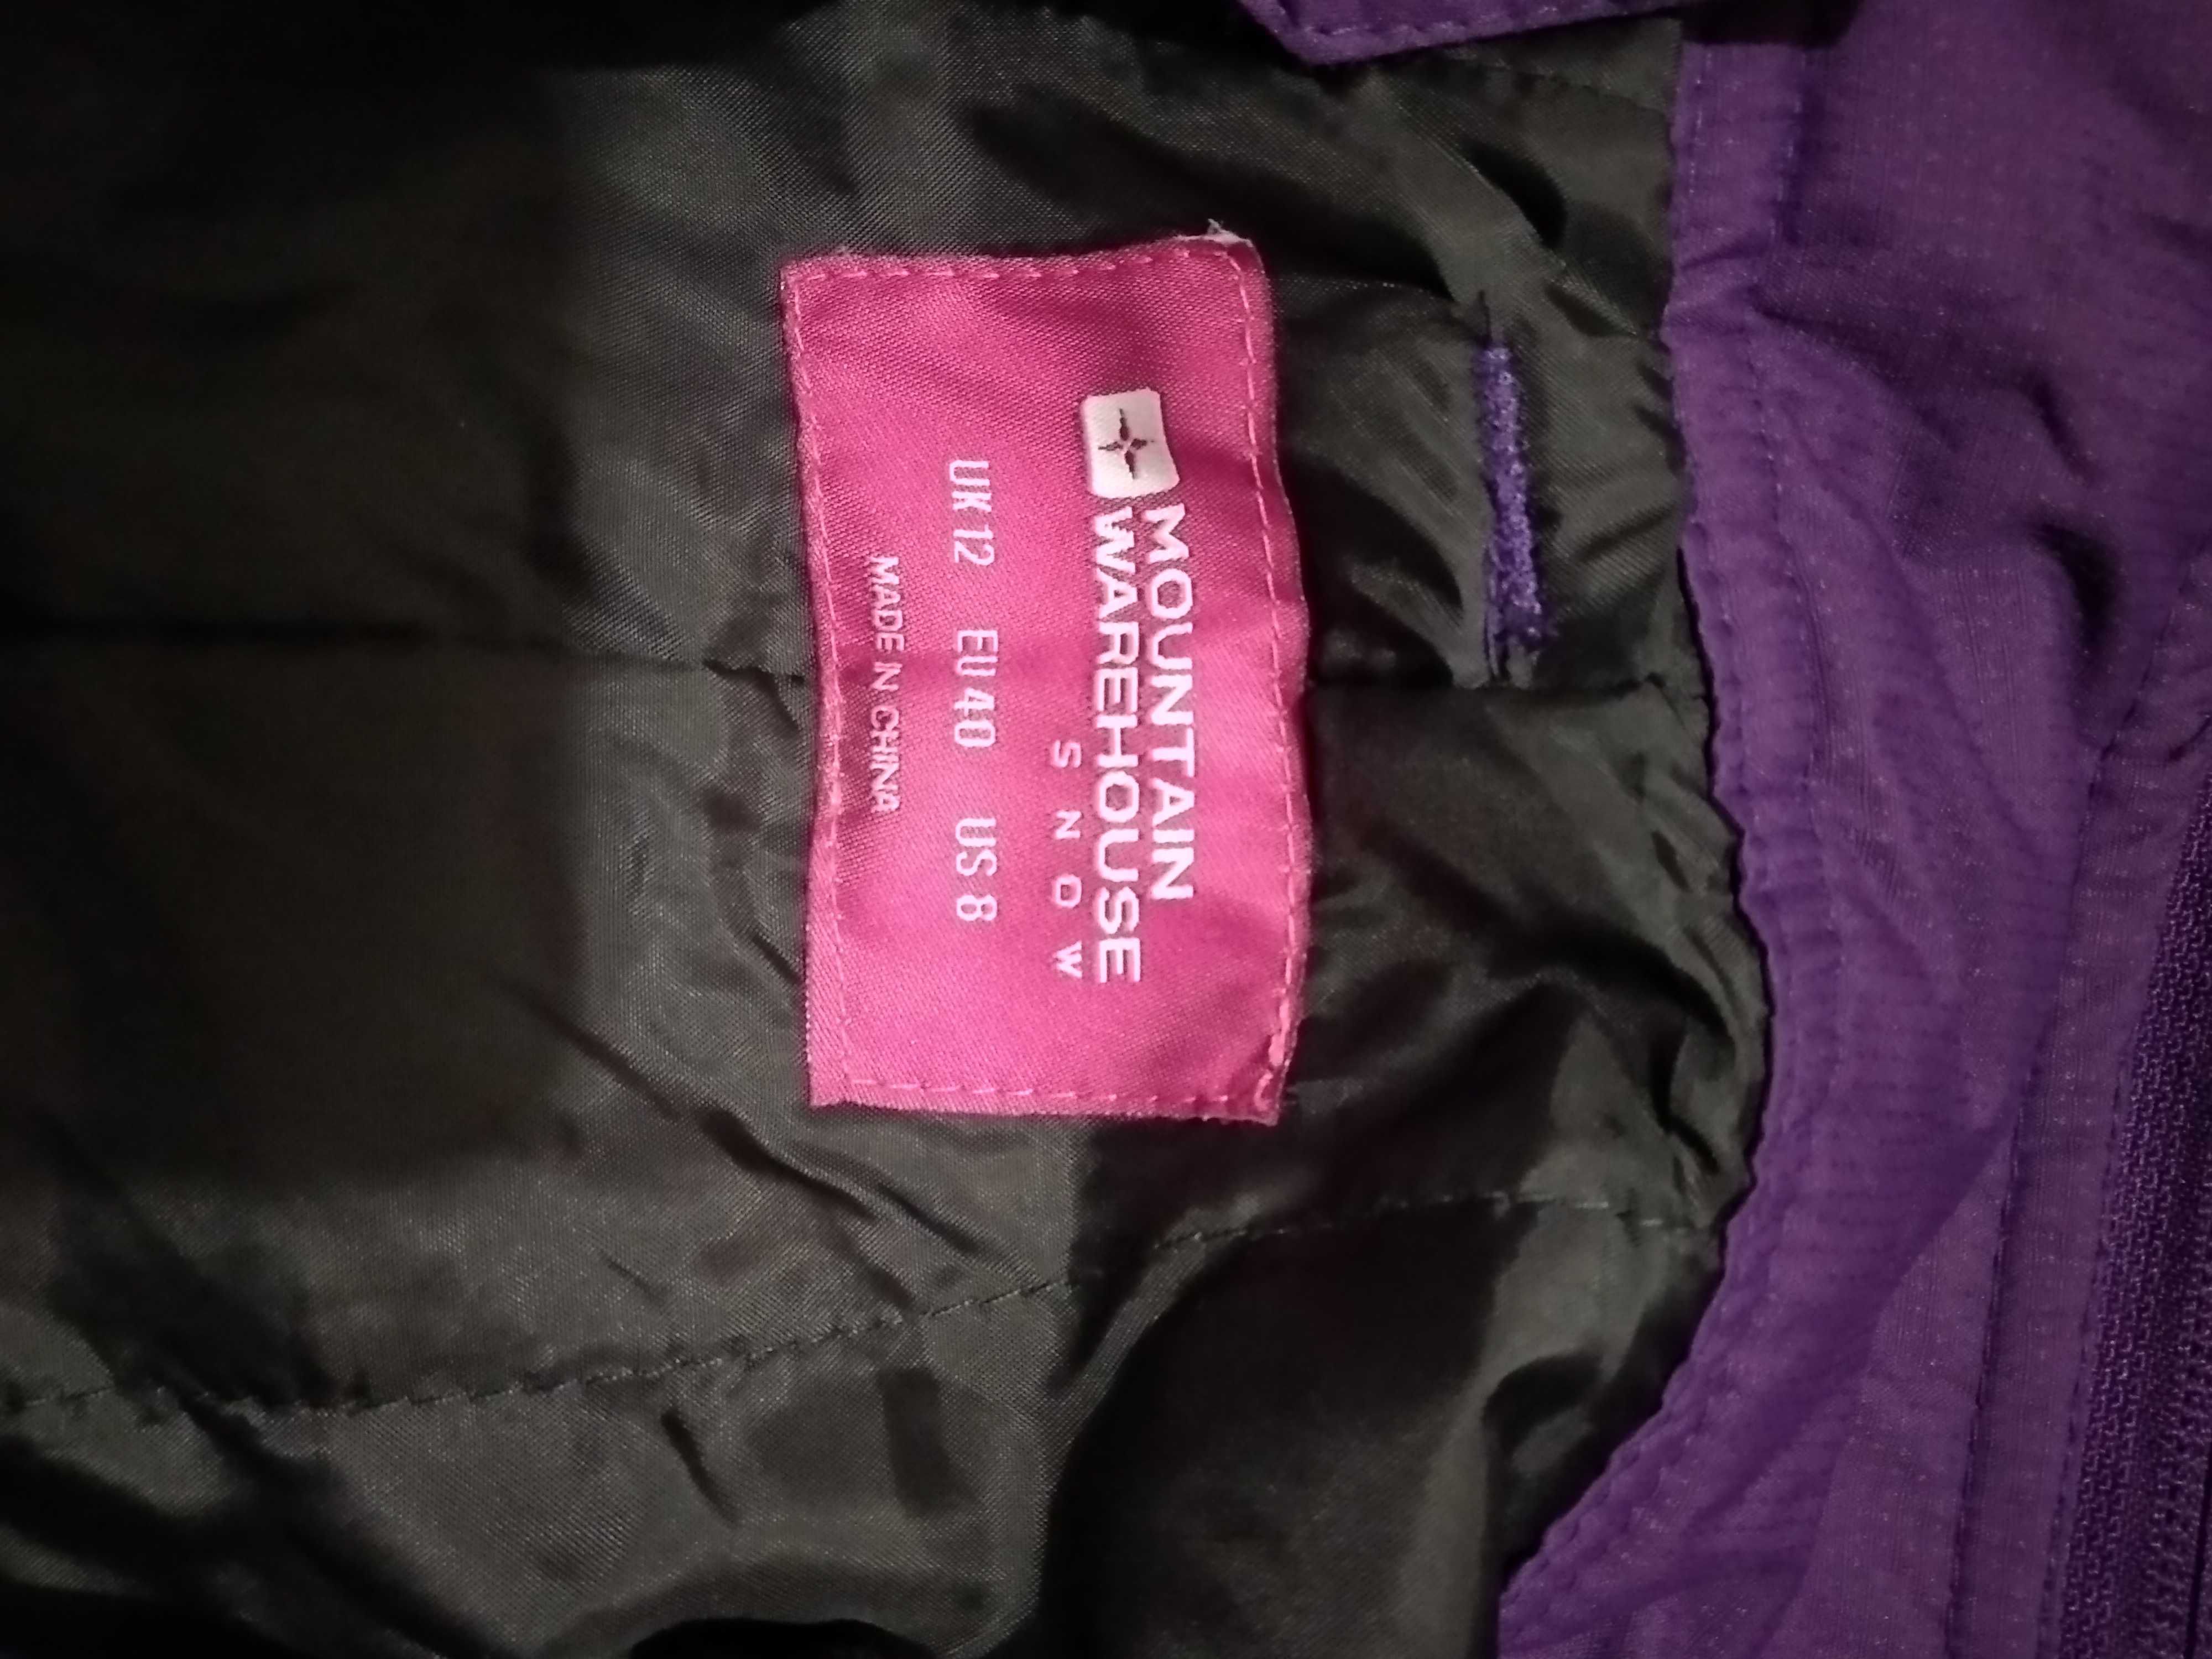 MOUNTAIN
WAREHOUSE
SNOW
UK 12 EU 40 US 8
MADE IN CHINA